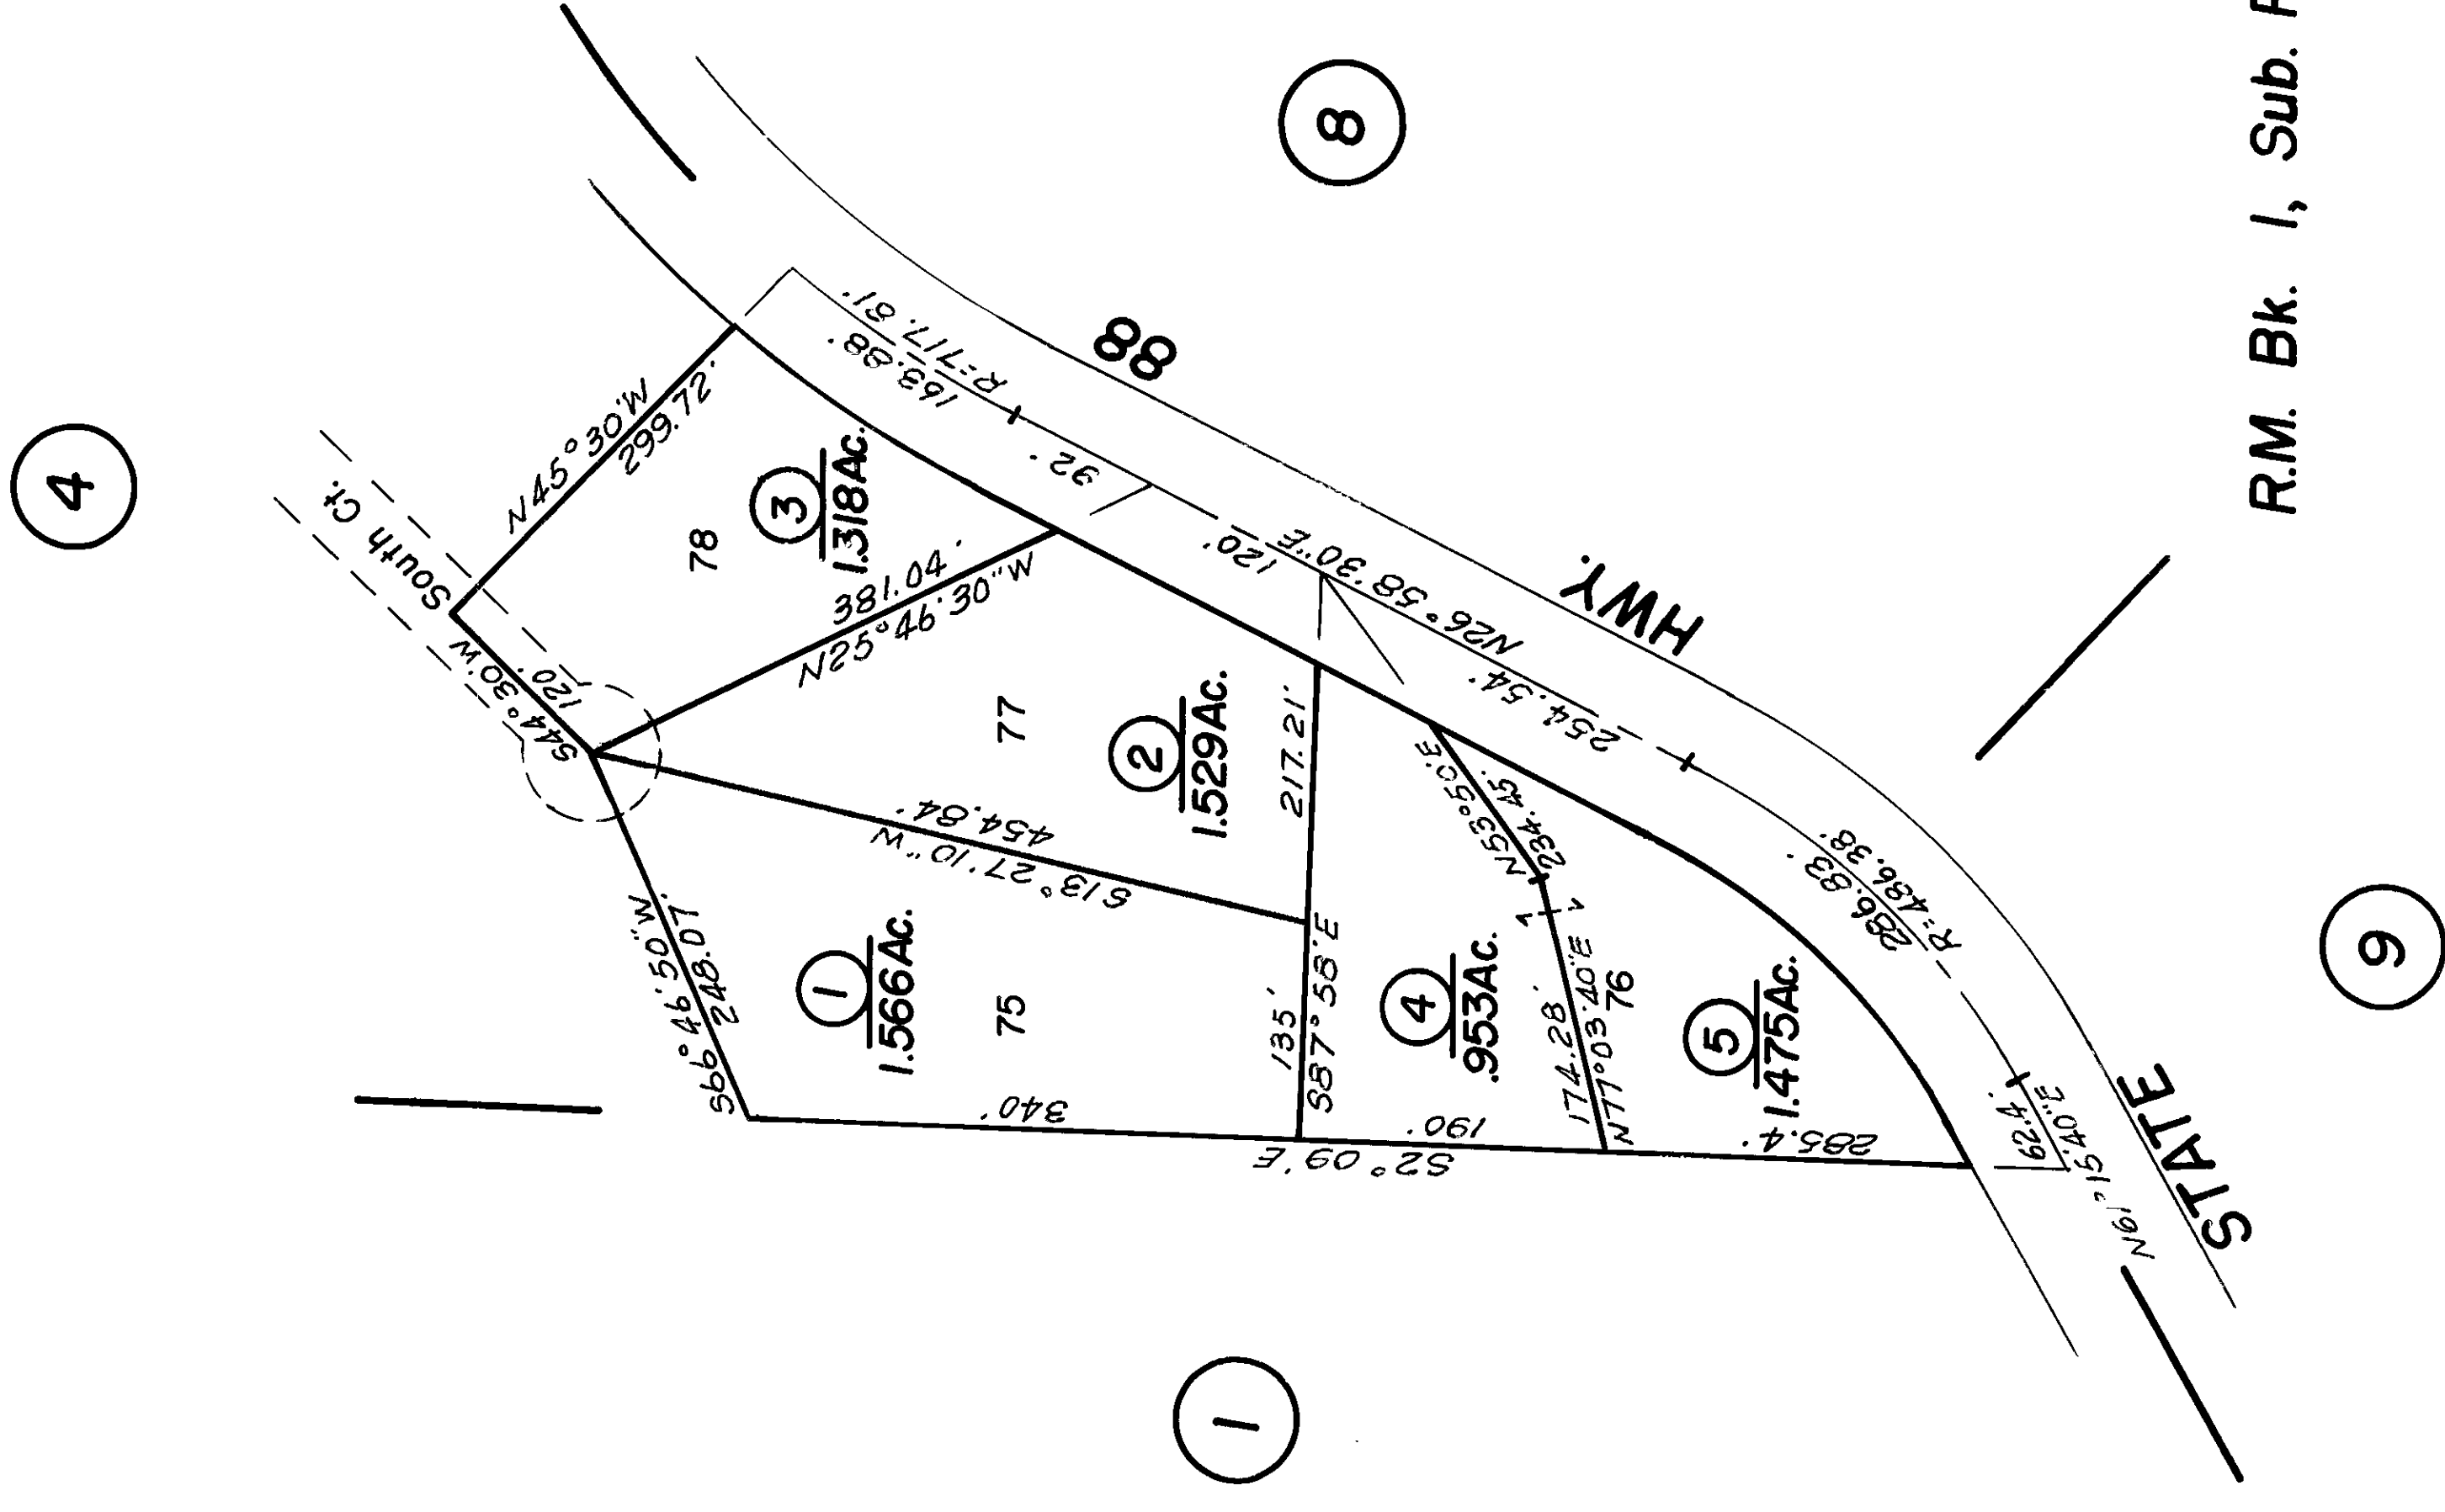 4
8
R.M. Bk. 1, Sub.
South Ct.
N45°30'W
299.72'
S44°30'W
120'
78
3
1.318Ac.
381.04'
N25°46'30"W
R=717.91'
163.88'
92'
88
120'
N26°58'30"E
254.54'
HWY.
77
2
1.529Ac.
454.84'
S13°27'10"W
S66°46'50"W
248.07'
1
1.566Ac.
75
340'
217.21'
135'
S87°58'E
N53°50'E
234.45'
4
.953Ac.
174.28'
N77°03'40"E
76
190'
S2°09'E
5
1.475Ac.
285.4'
286.83'
R=486.38'
62.4'
N61°15'40"E
STATE
9
1